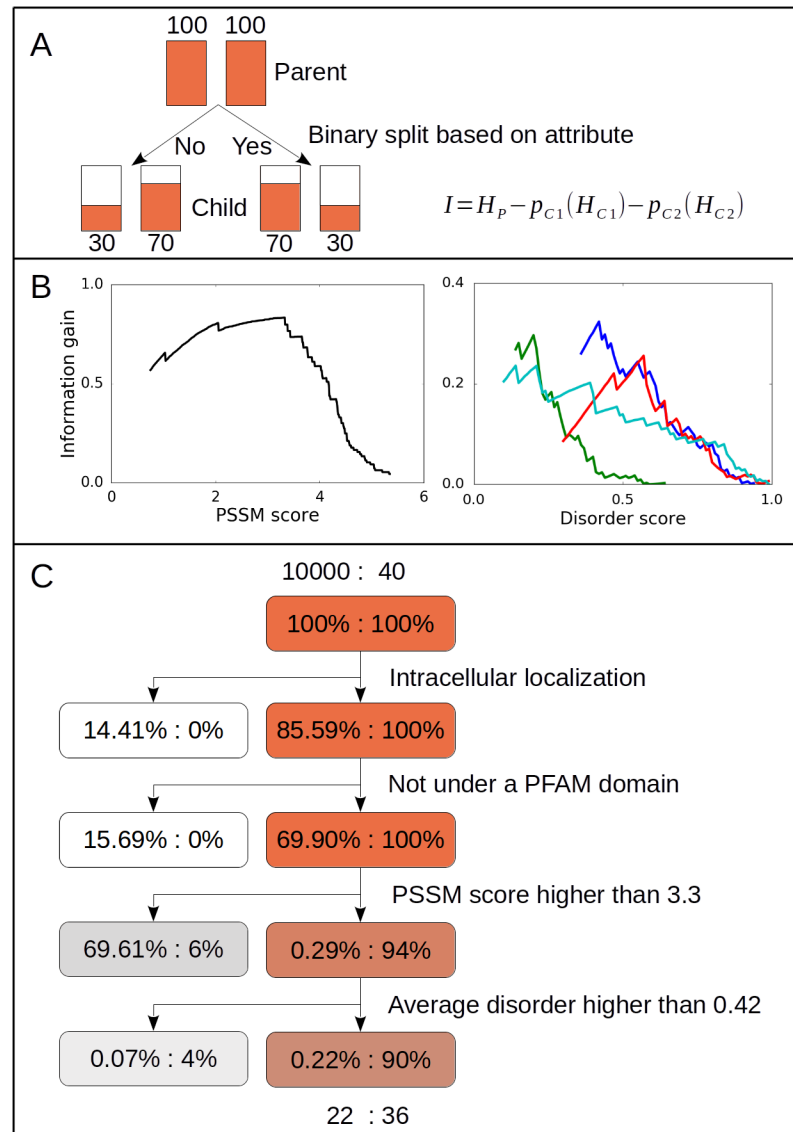 A
100 100
Parent
No Yes
Binary split based on attribute
Child
30 70 70 30
I = H_P − p_C1(H_C1) − p_C2(H_C2)
B
Information gain
1.0
0.5
0.0
0 2 4 6
PSSM score
0.4
0.2
0.0
0.0 0.5 1.0
Disorder score
C
10000 : 40
100% : 100%
Intracellular localization
14.41% : 0% 85.59% : 100%
Not under a PFAM domain
15.69% : 0% 69.90% : 100%
PSSM score higher than 3.3
69.61% : 6% 0.29% : 94%
Average disorder higher than 0.42
0.07% : 4% 0.22% : 90%
22 : 36